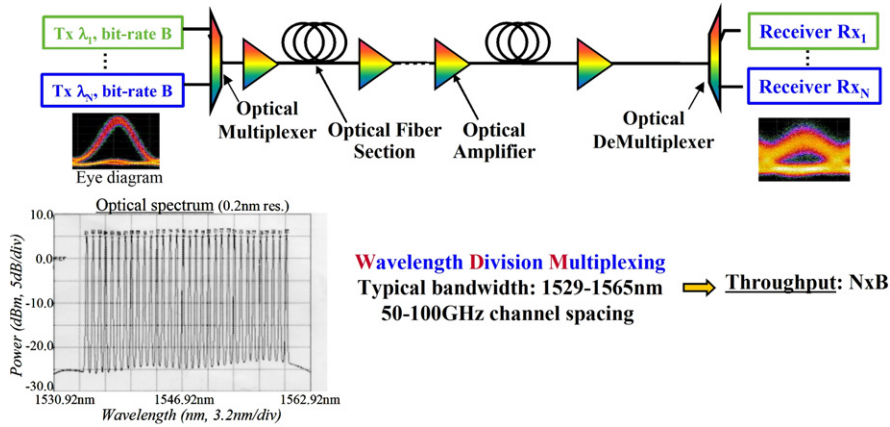 Tx λ1, bit-rate B
Tx λN, bit-rate B
Optical
Multiplexer
Optical Fiber
Section
Optical
Amplifier
Optical
DeMultiplexer
Receiver Rx1
Receiver RxN
Eye diagram
Optical spectrum (0.2nm res.)
Power (dBm, 5dB/div)
10.0
0.0
REF
-10.0
-20.0
-30.0
1530.92nm
1546.92nm
1562.92nm
Wavelength (nm, 3.2nm/div)
Wavelength Division Multiplexing
Typical bandwidth: 1529-1565nm
50-100GHz channel spacing
Throughput: NxB